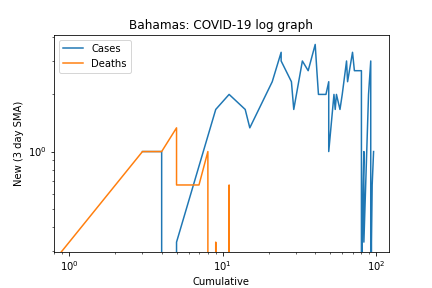 Bahamas: COVID-19 log graph
Cases
Deaths
New (3 day SMA)
10⁰
10⁰ 10¹ 10²
Cumulative